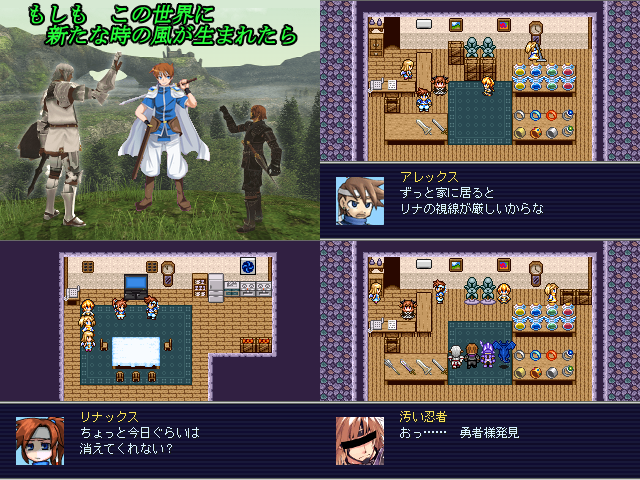 もしも　この世界に
新たな時の風が生まれたら
アレックス
ずっと家に居ると
リナの視線が厳しいからな
リナックス
ちょっと今日ぐらいは
消えてくれない？
汚い忍者
おっ……　勇者様発見